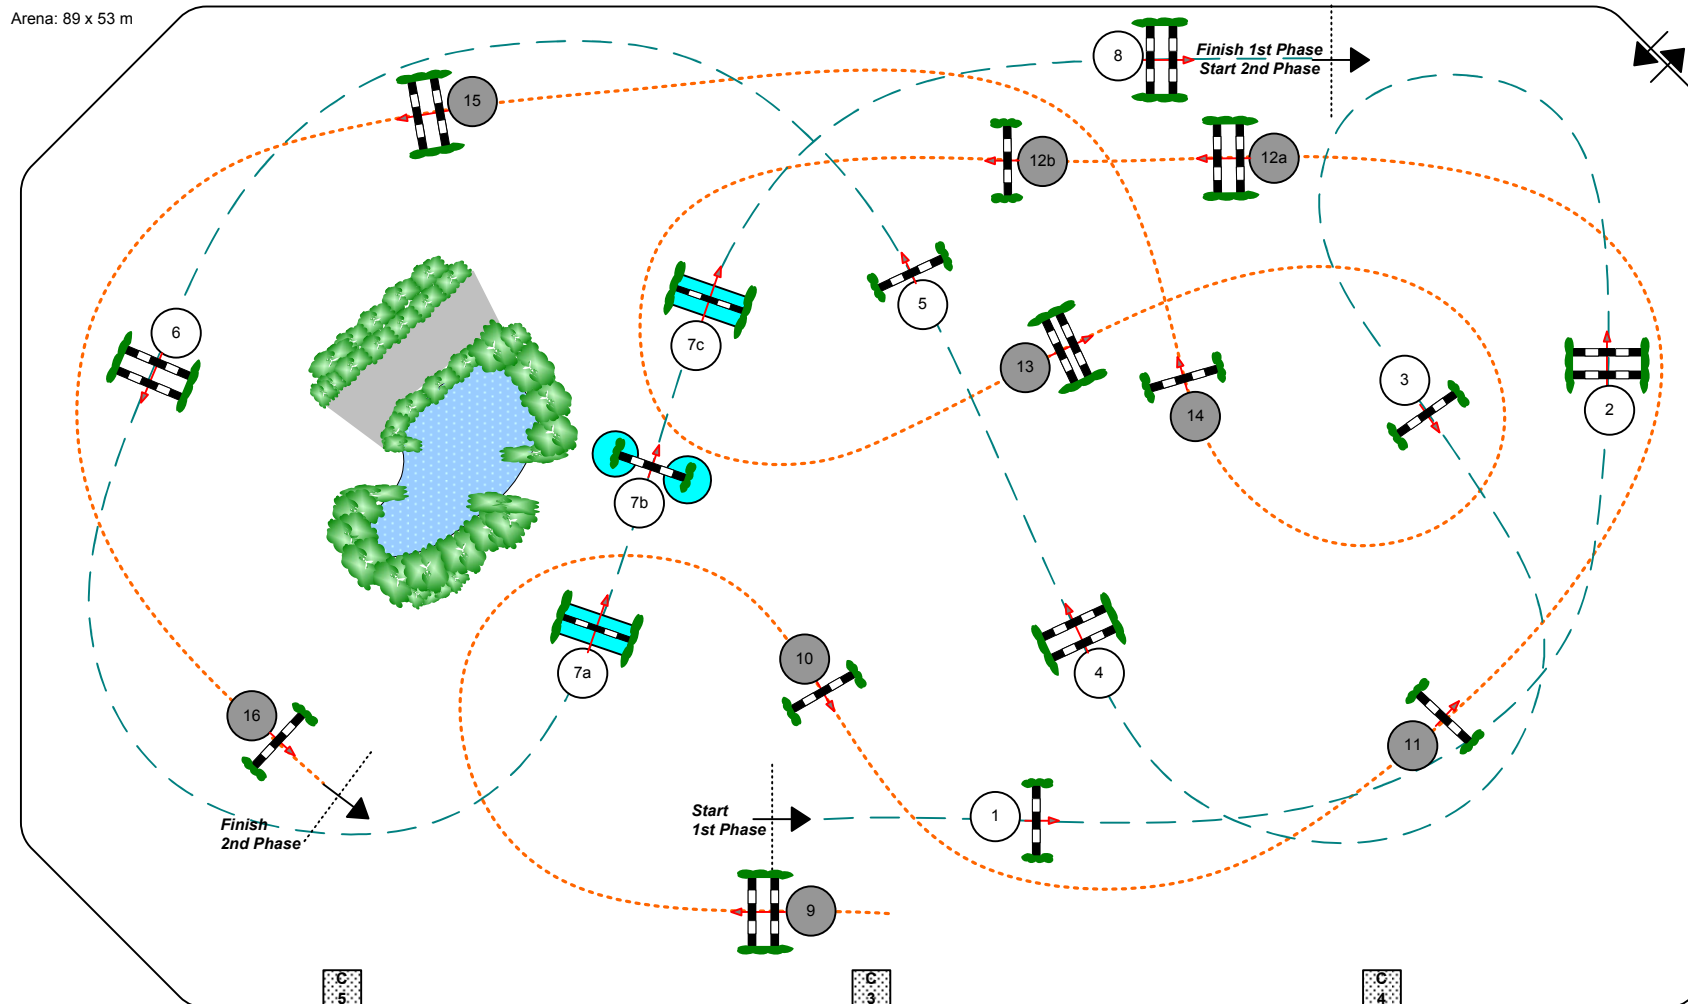 Arena: 89 x 53 m
8
Finish 1st Phase
Start 2nd Phase
15
12b
12a
5
6
7c
13
3
14
2
7b
10
7a
4
16
11
Start
1st Phase
1
Finish
2nd Phase
9
C
5
C
3
C
4